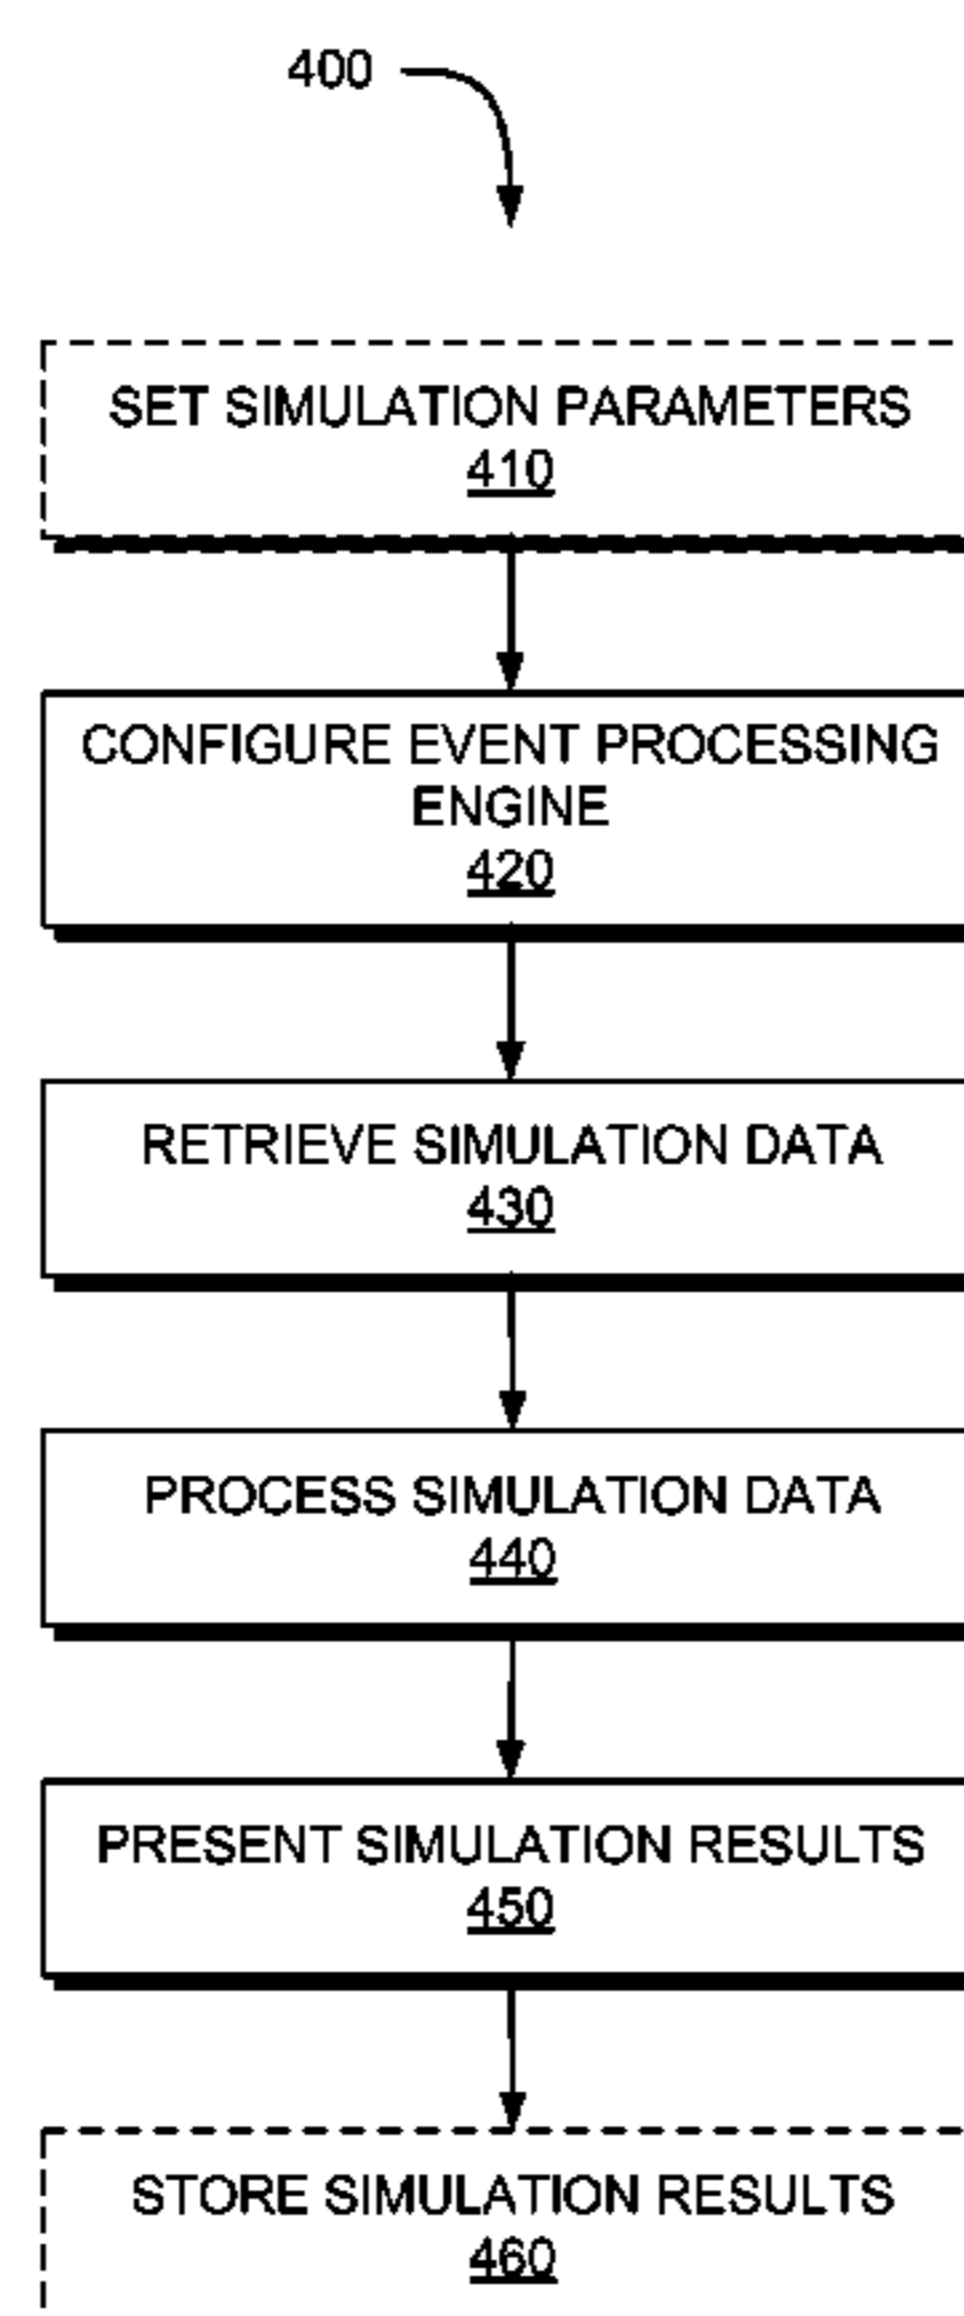 400
SET SIMULATION PARAMETERS
410
CONFIGURE EVENT PROCESSING
ENGINE
420
RETRIEVE SIMULATION DATA
430
PROCESS SIMULATION DATA
440
PRESENT SIMULATION RESULTS
450
STORE SIMULATION RESULTS
460